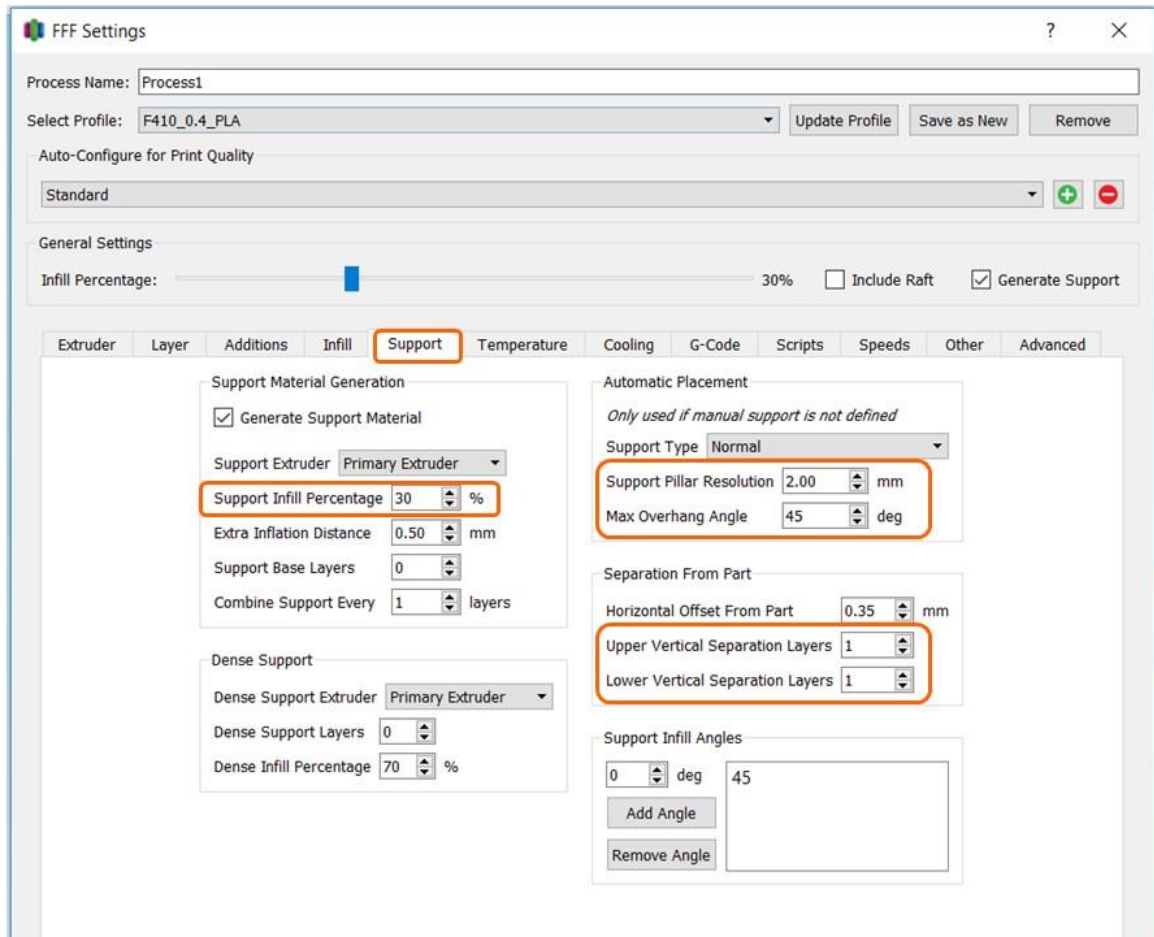 FFF Settings
?
Process Name: Process1
Select Profile: F410_0.4_PLA Update Profile Save as New Remove
Auto-Configure for Print Quality
Standard
General Settings
Infill Percentage: 30% Include Raft Generate Support
Extruder Layer Additions Infill Support Temperature Cooling G-Code Scripts Speeds Other Advanced
Support Material Generation
Generate Support Material
Support Extruder Primary Extruder
Support Infill Percentage 30 %
Extra Inflation Distance 0.50 mm
Support Base Layers 0
Combine Support Every 1 layers
Dense Support
Dense Support Extruder Primary Extruder
Dense Support Layers 0
Dense Infill Percentage 70 %
Automatic Placement
Only used if manual support is not defined
Support Type Normal
Support Pillar Resolution 2.00 mm
Max Overhang Angle 45 deg
Separation From Part
Horizontal Offset From Part 0.35 mm
Upper Vertical Separation Layers 1
Lower Vertical Separation Layers 1
Support Infill Angles
0 deg 45
Add Angle
Remove Angle